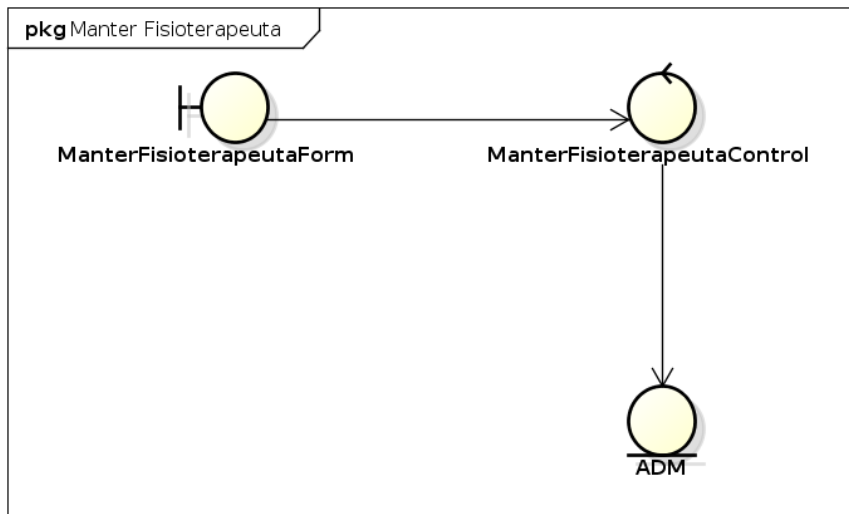 pkg Manter Fisioterapeuta
ManterFisioterapeutaForm
ManterFisioterapeutaControl
ADM